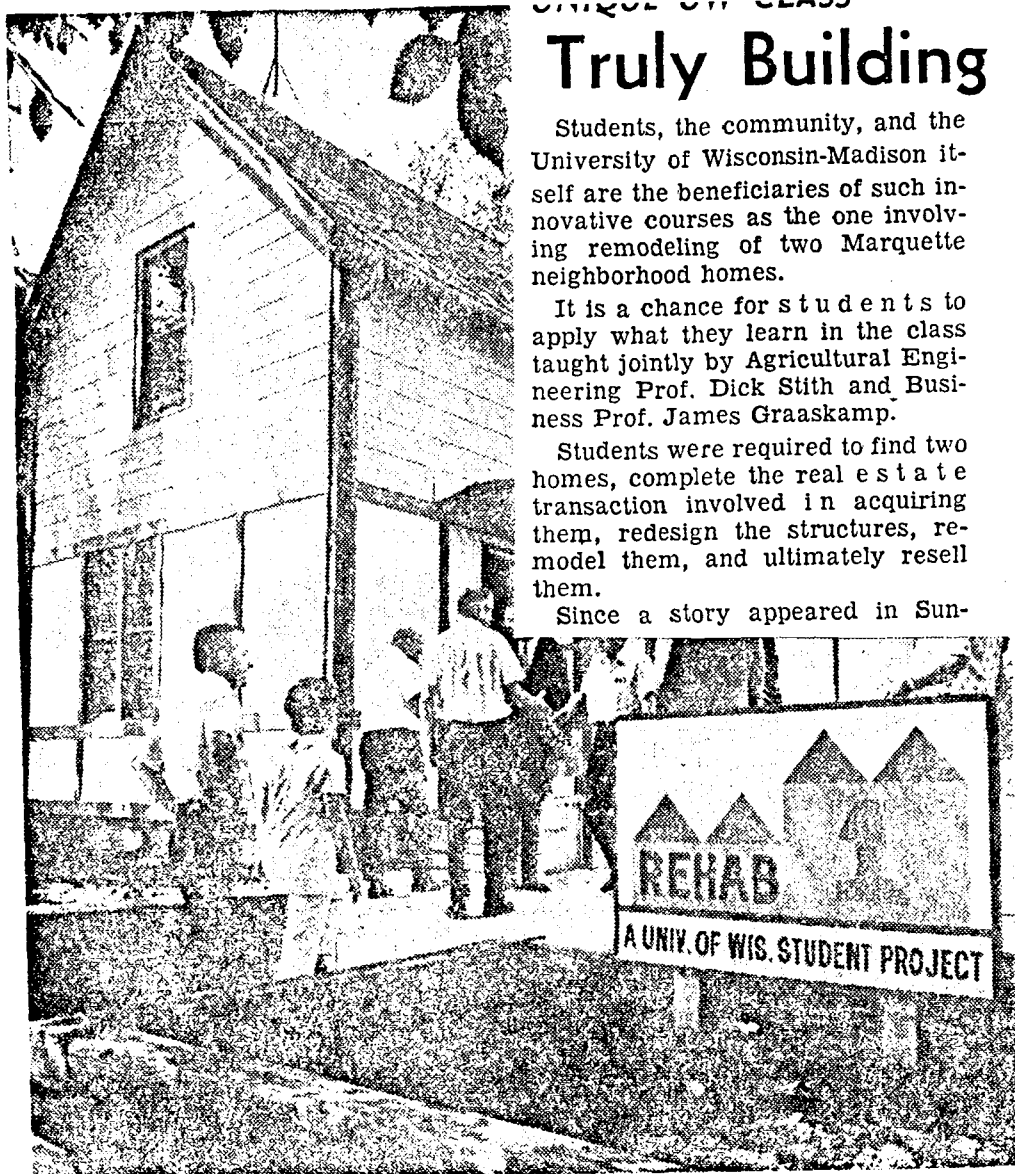 UNIQUE UW CLASS
Truly Building
Students, the community, and the
University of Wisconsin-Madison it-
self are the beneficiaries of such in-
novative courses as the one involv-
ing remodeling of two Marquette
neighborhood homes.
It is a chance for students to
apply what they learn in the class
taught jointly by Agricultural Engi-
neering Prof. Dick Stith and Busi-
ness Prof. James Graaskamp.
Students were required to find two
homes, complete the real estate
transaction involved in acquiring
them, redesign the structures, re-
model them, and ultimately resell
them.
Since a story appeared in Sun-
REHAB
A UNIV. OF WIS. STUDENT PROJECT